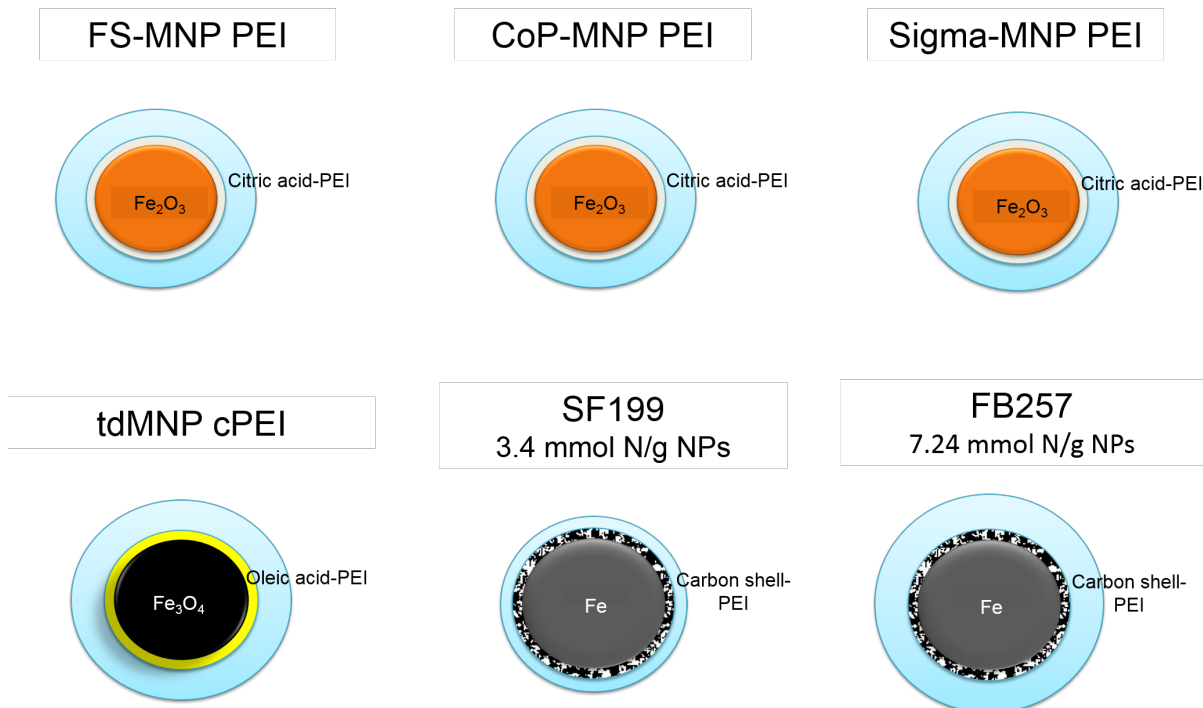 FS-MNP PEI
CoP-MNP PEI
Sigma-MNP PEI
Citric acid-PEI
Fe₂O₃
Citric acid-PEI
Fe₂O₃
Citric acid-PEI
Fe₂O₃
tdMNP cPEI
SF199
3.4 mmol N/g NPs
FB257
7.24 mmol N/g NPs
Oleic acid-PEI
Fe₃O₄
Carbon shell-
PEI
Fe
Carbon shell-
PEI
Fe